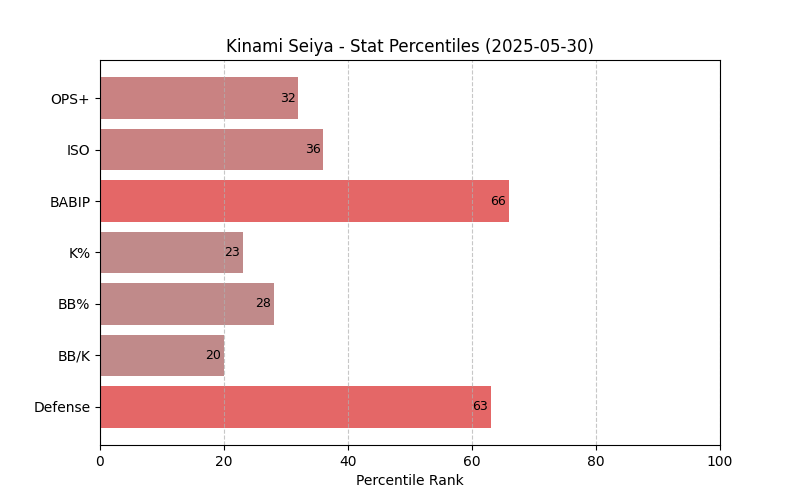 Kinami Seiya - Stat Percentiles (2025-05-30)
OPS+ 32
ISO 36
BABIP 66
K% 23
BB% 28
BB/K 20
Defense 63
0 20 40 60 80 100
Percentile Rank